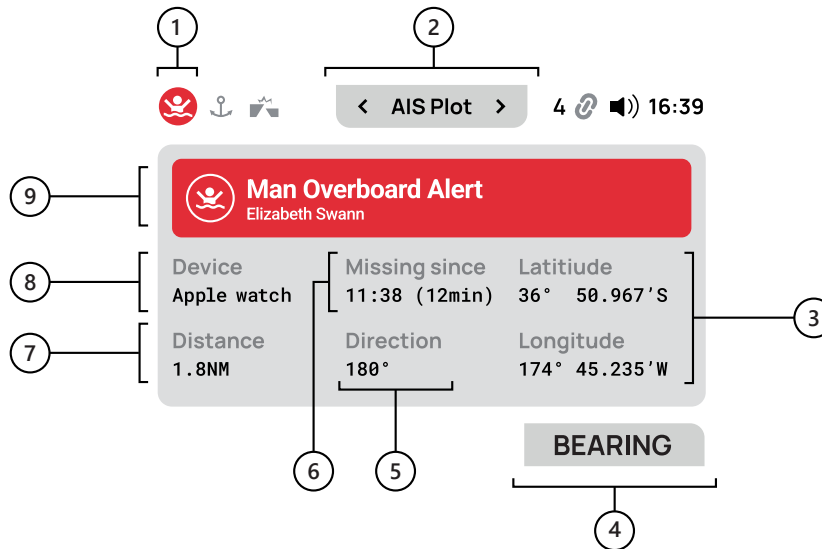 1
2
< AIS Plot >
4
16:39
9
Man Overboard Alert
Elizabeth Swann
8
Device
Missing since
Latitiude
Apple watch
11:38 (12min)
36° 50.967'S
3
7
Distance
Direction
Longitude
1.8NM
180°
174° 45.235'W
6
5
BEARING
4